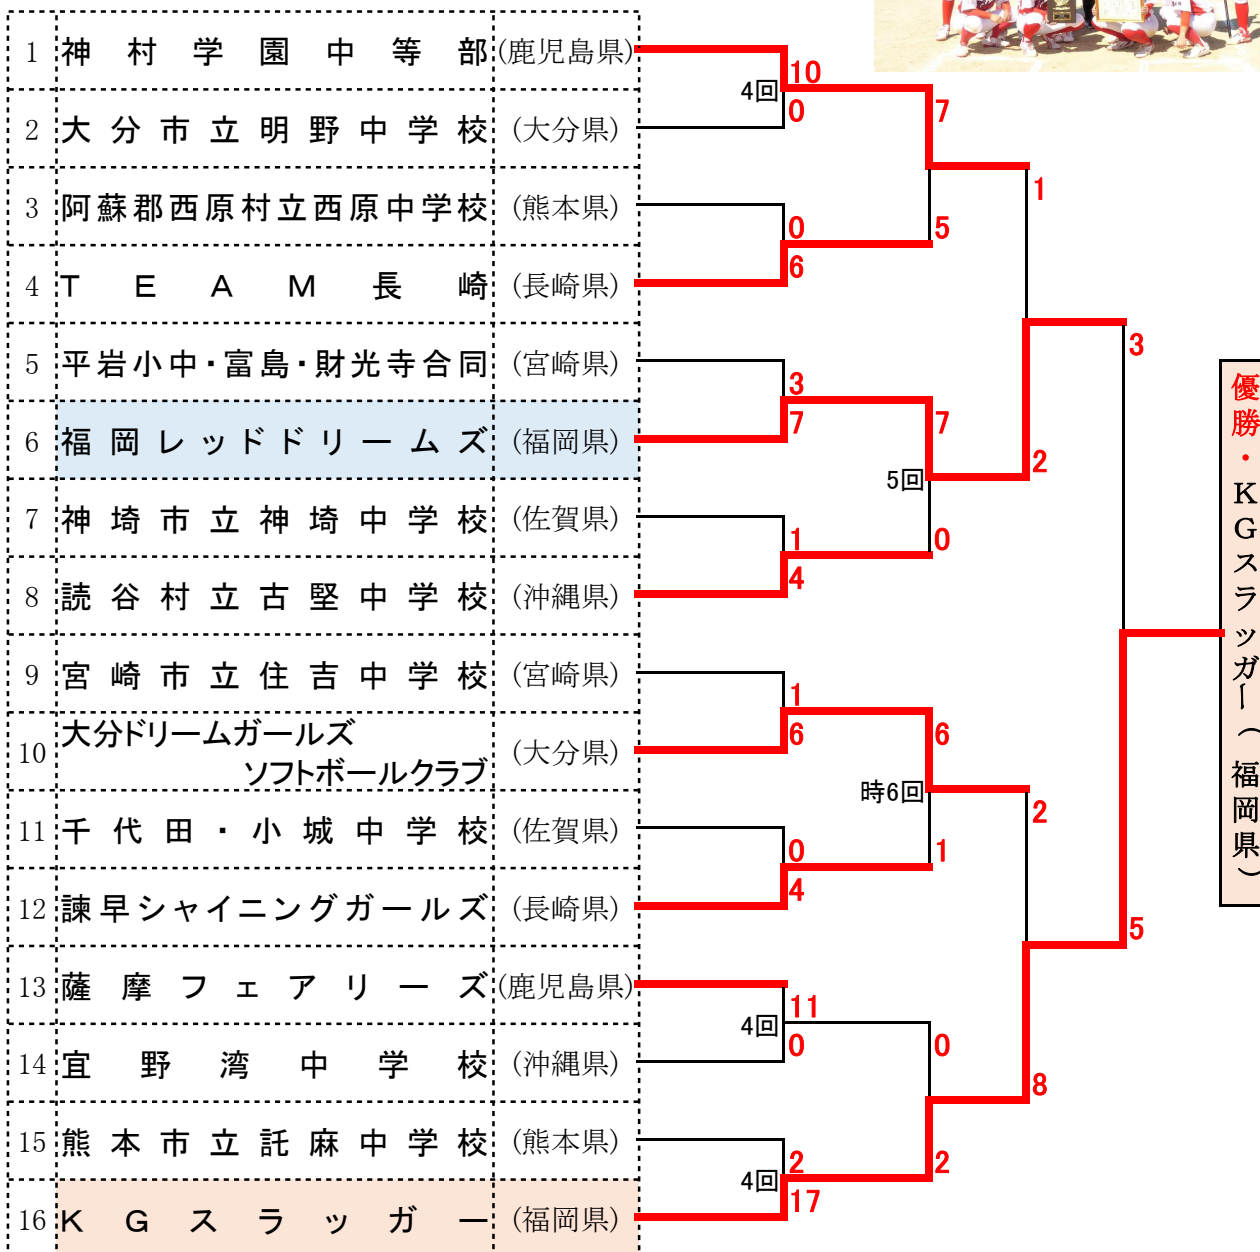 1 神村学園中等部 (鹿児島県)
2 大分市立明野中学校 (大分県)
3 阿蘇郡西原村立西原中学校 (熊本県)
4 TEAM長崎 (長崎県)
5 平岩小中・富島・財光寺合同 (宮崎県)
6 福岡レッドドリームズ (福岡県)
7 神埼市立神埼中学校 (佐賀県)
8 読谷村立古堅中学校 (沖縄県)
9 宮崎市立住吉中学校 (宮崎県)
10 大分ドリームガールズ
ソフトボールクラブ (大分県)
11 千代田・小城中学校 (佐賀県)
12 諫早シャイニングガールズ (長崎県)
13 薩摩フェアリーズ (鹿児島県)
14 宜野湾中学校 (沖縄県)
15 熊本市立託麻中学校 (熊本県)
16 KGスラッガー (福岡県)
4回
10
0
0
6
3
7
1
4
1
6
0
4
4回
11
0
4回
2
17
7
5
5回
7
0
時6回
6
1
0
2
1
2
2
8
3
5
優勝・KGスラッガー(福岡県)